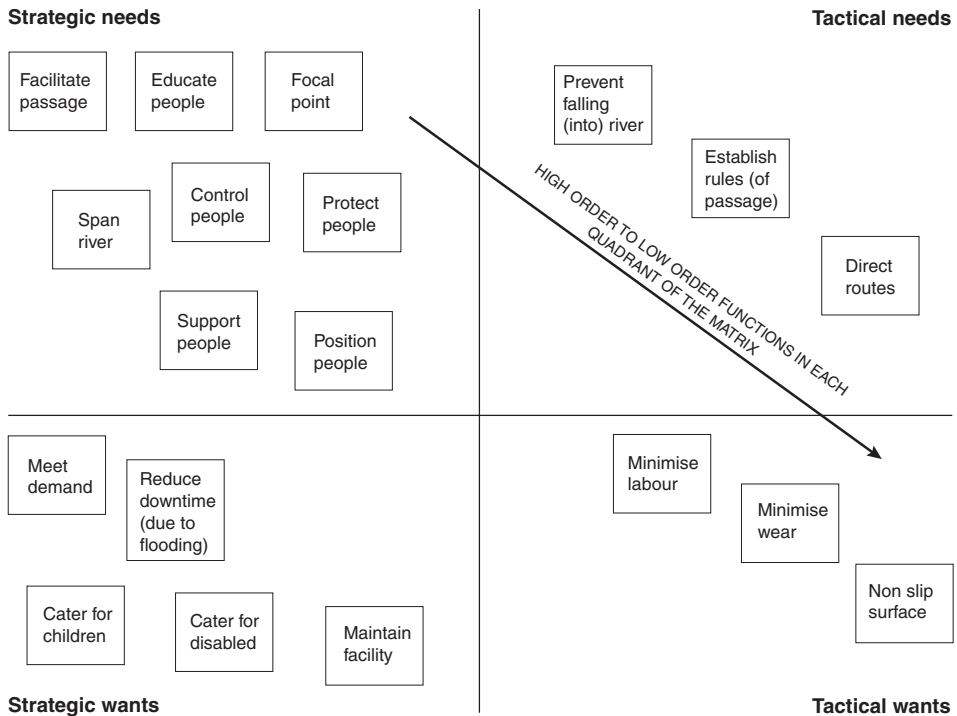 Strategic needs
Tactical needs
Facilitate
passage
Educate
people
Focal
point
Span
river
Control
people
Protect
people
Support
people
Position
people
Prevent
falling
(into) river
Establish
rules (of
passage)
Direct
routes
HIGH ORDER TO LOW ORDER FUNCTIONS IN EACH
QUADRANT OF THE MATRIX
Meet
demand
Reduce
downtime
(due to
flooding)
Cater for
children
Cater for
disabled
Maintain
facility
Minimise
labour
Minimise
wear
Non slip
surface
Strategic wants
Tactical wants